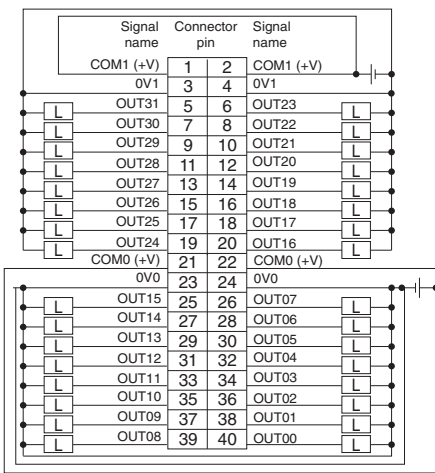 Signal name Connector pin Signal name
COM1 (+V) 1 2 COM1 (+V)
0V1 3 4 0V1
L OUT31 5 6 OUT23 L
L OUT30 7 8 OUT22 L
L OUT29 9 10 OUT21 L
L OUT28 11 12 OUT20 L
L OUT27 13 14 OUT19 L
L OUT26 15 16 OUT18 L
L OUT25 17 18 OUT17 L
L OUT24 19 20 OUT16 L
COM0 (+V) 21 22 COM0 (+V)
0V0 23 24 0V0
L OUT15 25 26 OUT07 L
L OUT14 27 28 OUT06 L
L OUT13 29 30 OUT05 L
L OUT12 31 32 OUT04 L
L OUT11 33 34 OUT03 L
L OUT10 35 36 OUT02 L
L OUT09 37 38 OUT01 L
L OUT08 39 40 OUT00 L